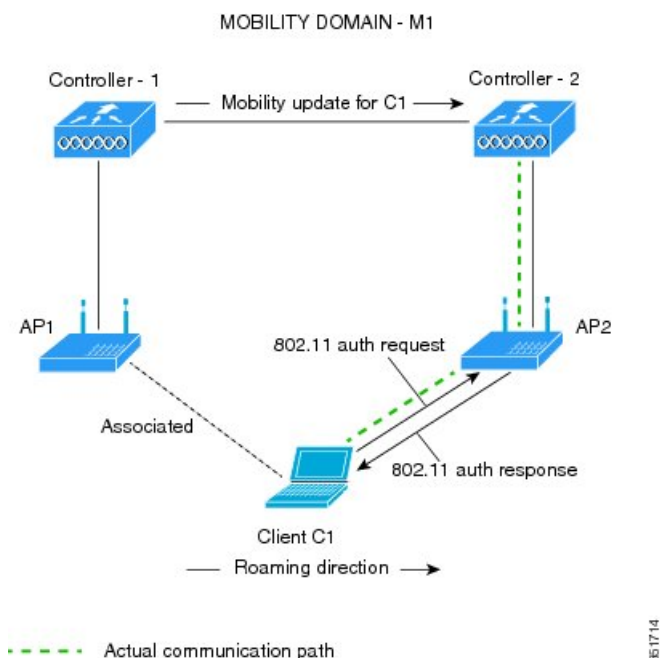 MOBILITY DOMAIN - M1
Controller - 1
Controller - 2
Mobility update for C1
AP1
AP2
802.11 auth request
Associated
802.11 auth response
Client C1
Roaming direction
Actual communication path